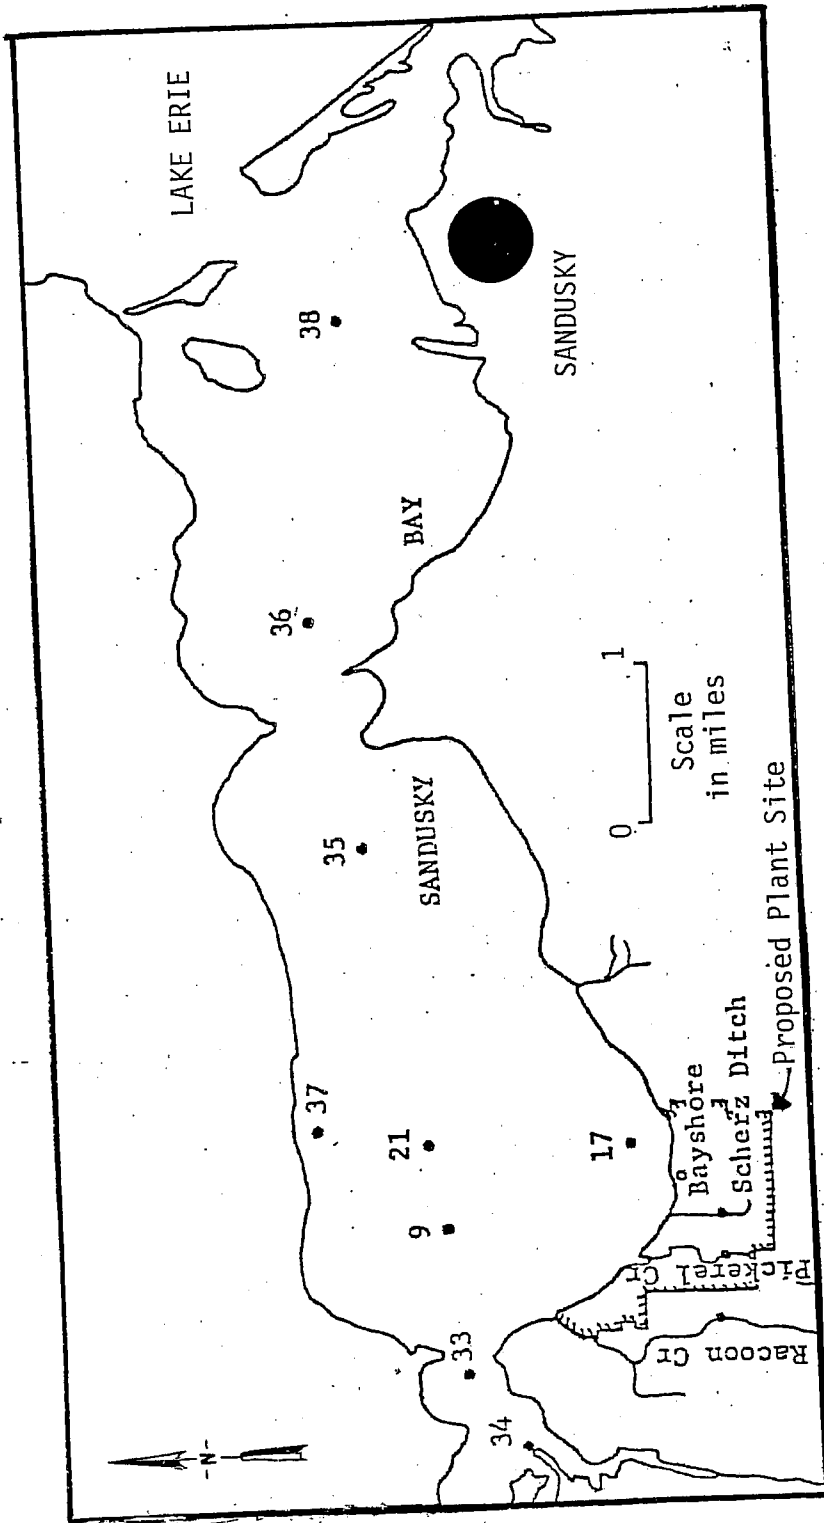 LAKE ERIE
38
SANDUSKY
BAY
36
35
SANDUSKY
0 1
Scale
in miles
37
21
9
17
33
34
Bayshore
Scherz Ditch
Proposed Plant Site
Pickerel Cr
Racoon Cr
-N-